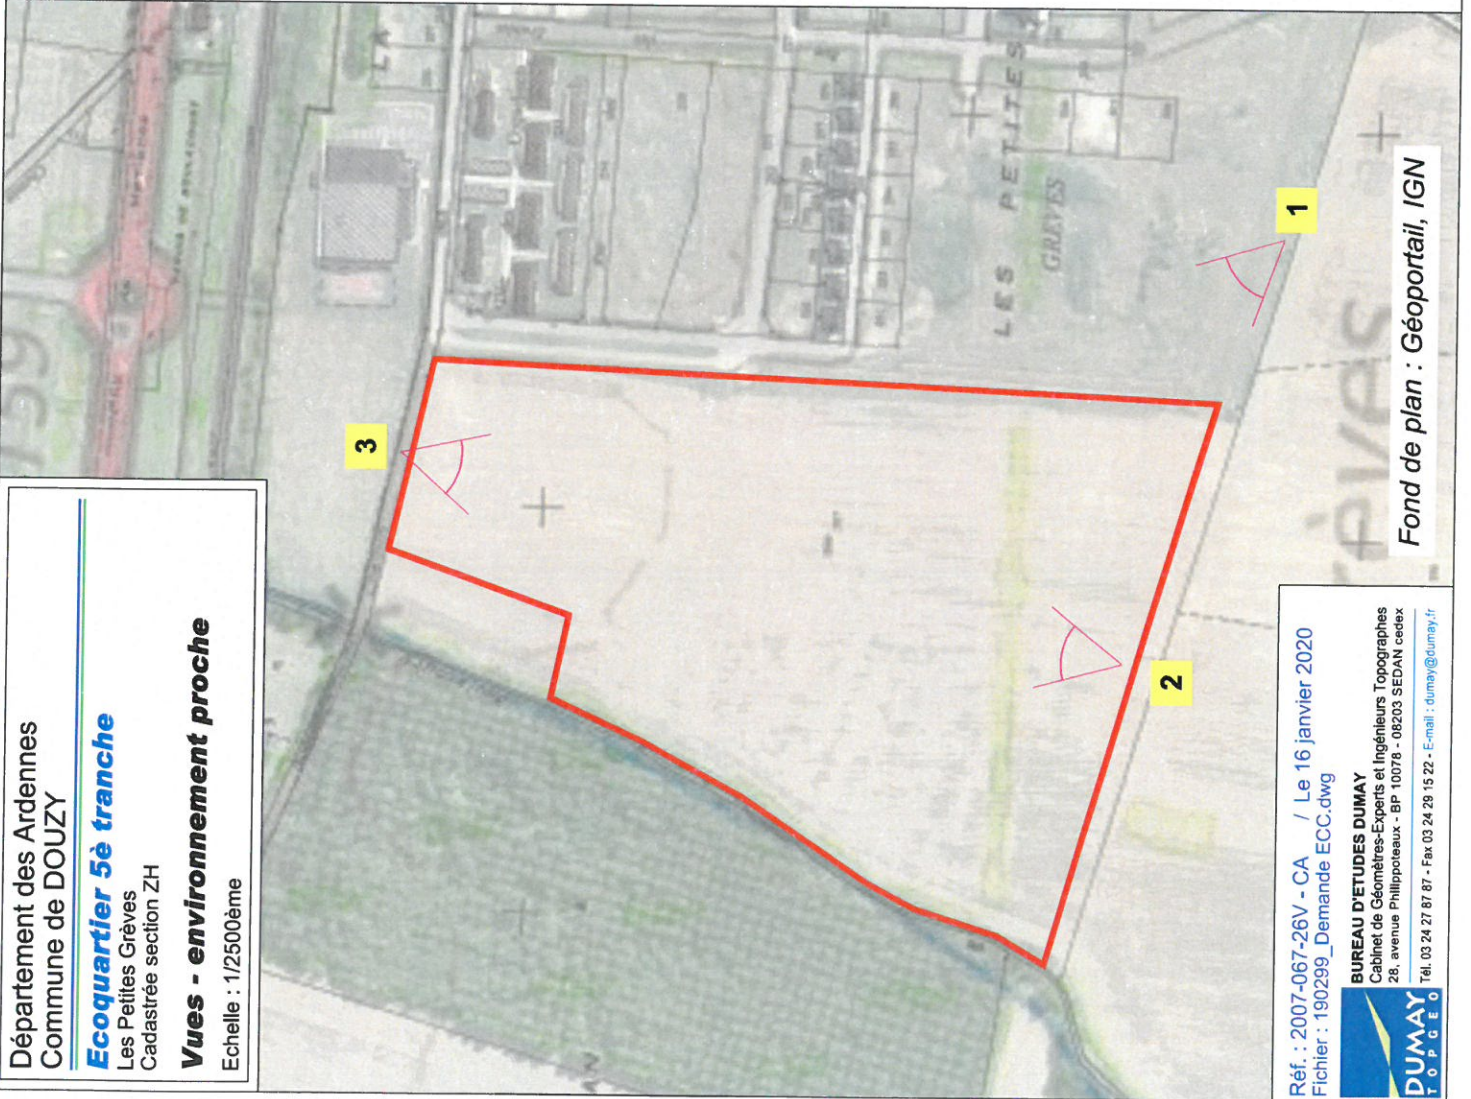 Département des Ardennes
Commune de DOUZY
Ecoquartier 5è tranche
Les Petites Grèves
Cadastrée section ZH
Vues - environnement proche
Echelle : 1/2500ème
3
1
2
LES PETITES
GREVES
LA
rèves
Fond de plan : Géoportail, IGN
Réf. : 2007-067-26V - CA / Le 16 janvier 2020
Fichier : 190299_Demande ECC.dwg
BUREAU D'ETUDES DUMAY
Cabinet de Géomètres-Experts et Ingénieurs Topographes
28, avenue Philippoteaux - BP 10078 - 08203 SEDAN cedex
Tél. 03 24 27 87 87 - Fax 03 24 29 15 22 - E-mail : dumay@dumay.fr
DUMAY
TOPGEO